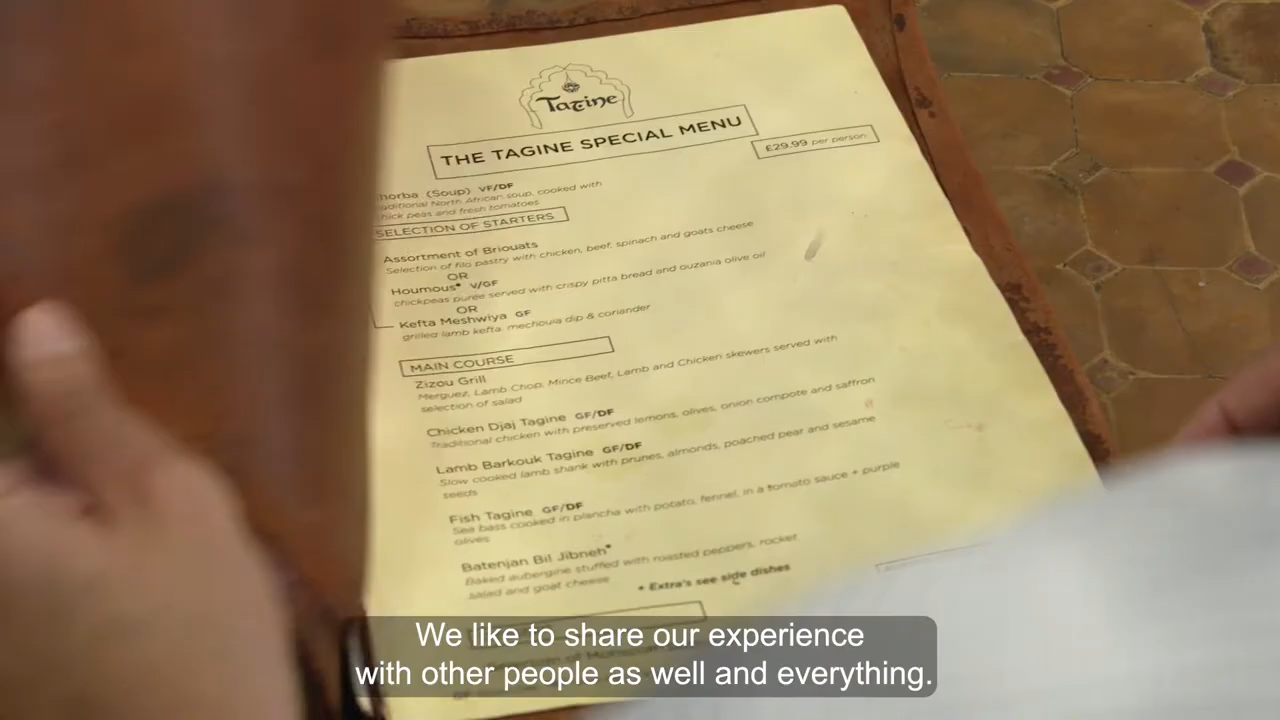 Tagine
THE TAGINE SPECIAL MENU
£29.99 per person
horba (Soup) VF/DF
aditional North African soup, cooked with
hick peas and fresh tomatoes
SELECTION OF STARTERS
Assortment of Briouats
Selection of filo pastry with chicken, beef, spinach and goats cheese
OR
Houmous* V/GF
chickpeas purée served with crispy pitta bread and ouzania olive oil
OR
Kefta Meshwiya GF
grilled lamb kefta, mechouia dip & coriander
MAIN COURSE
Zizou Grill
Merguez, Lamb Chop, Mince Beef, Lamb and Chicken skewers served with
selection of salad
Chicken Djaj Tagine GF/DF
Traditional chicken with preserved lemons, olives, onion compote and saffron
Lamb Barkouk Tagine GF/DF
Slow cooked lamb shank with prunes, almonds, poached pear and sesame
seeds
Fish Tagine GF/DF
Sea bass cooked in plancha with potato, fennel, in a tomato sauce + purple
olives
Batenjan Bil Jibneh*
Baked aubergine stuffed with roasted peppers, rocket
salad and goat cheese
* Extra's see side dishes
We like to share our experience
with other people as well and everything.